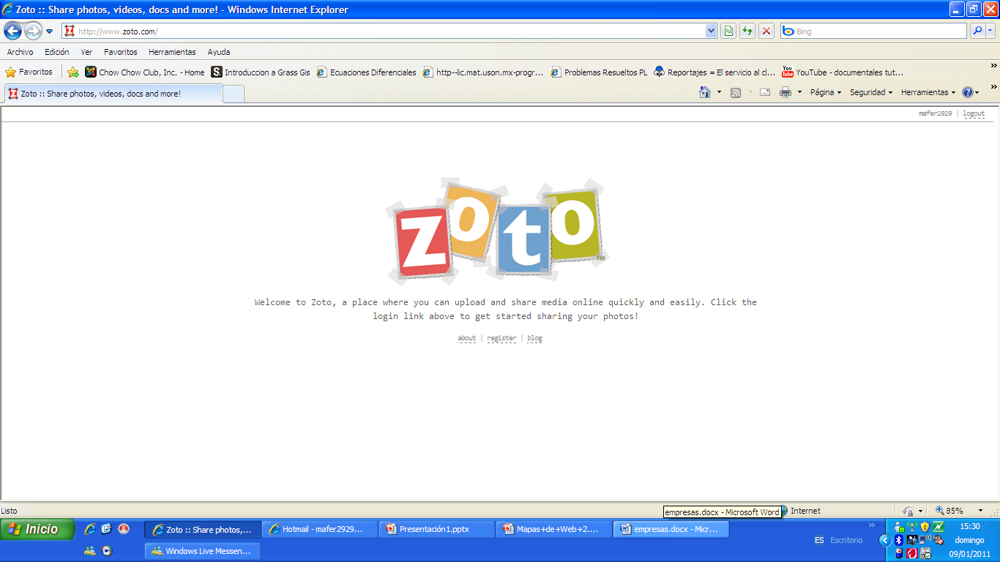 Zoto :: Share photos, videos, docs and more! - Windows Internet Explorer
http://www.zoto.com/
Bing
Archivo Edición Ver Favoritos Herramientas Ayuda
Favoritos Chow Chow Club, Inc. - Home Introduccion a Grass Gis Ecuaciones Diferenciales http--lic.mat.uson.mx-progr... Problemas Resueltos PL Reportajes = El servicio al cl... YouTube - documentales tut...
Zoto :: Share photos, videos, docs and more!
Página Seguridad Herramientas
mafer2929 | logout
zoto™
Welcome to Zoto, a place where you can upload and share media online quickly and easily. Click the
login link above to get started sharing your photos!
about | register | blog
Listo
empresas.docx - Microsoft Word
Internet
85%
Inicio
Zoto :: Share photos,...
Hotmail - mafer2929...
Presentación1.pptx
Mapas+de+Web+2....
empresas.docx - Micr...
Windows Live Messen...
ES Escritorio
15:30
domingo
09/01/2011